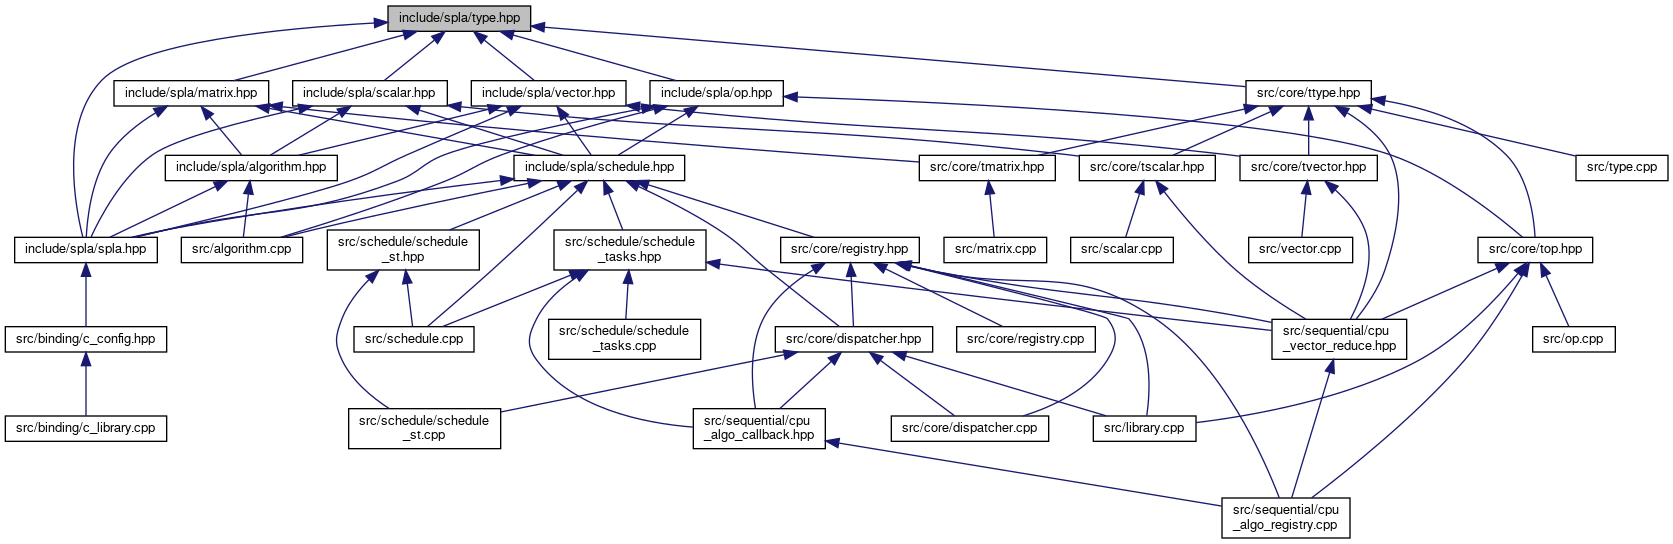 include/spla/type.hpp
include/spla/matrix.hpp
include/spla/scalar.hpp
include/spla/vector.hpp
include/spla/op.hpp
src/core/ttype.hpp
include/spla/algorithm.hpp
include/spla/schedule.hpp
src/core/tmatrix.hpp
src/core/tscalar.hpp
src/core/tvector.hpp
src/type.cpp
include/spla/spla.hpp
src/algorithm.cpp
src/schedule/schedule
_st.hpp
src/schedule/schedule
_tasks.hpp
src/core/registry.hpp
src/matrix.cpp
src/scalar.cpp
src/vector.cpp
src/core/top.hpp
src/binding/c_config.hpp
src/schedule.cpp
src/schedule/schedule
_tasks.cpp
src/core/dispatcher.hpp
src/core/registry.cpp
src/sequential/cpu
_vector_reduce.hpp
src/op.cpp
src/binding/c_library.cpp
src/schedule/schedule
_st.cpp
src/sequential/cpu
_algo_callback.hpp
src/core/dispatcher.cpp
src/library.cpp
src/sequential/cpu
_algo_registry.cpp